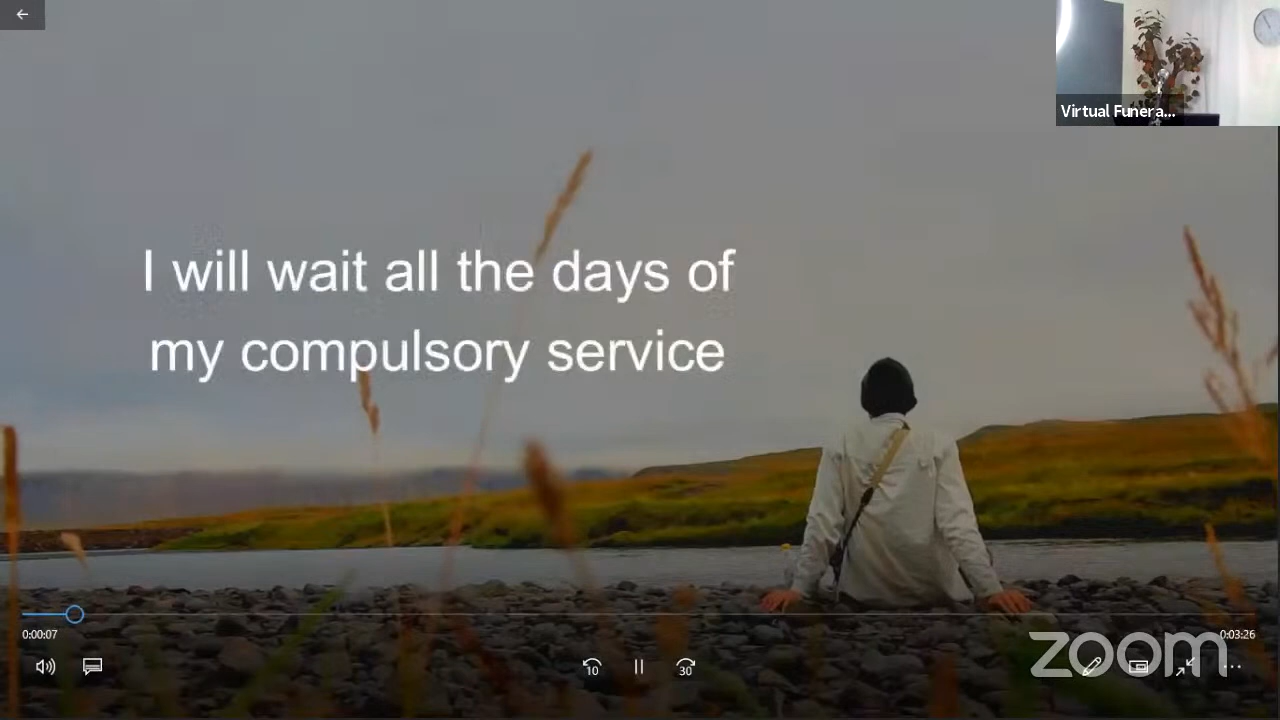 Virtual Funera...
I will wait all the days of
my compulsory service
0:00:07
0:03:26
10
30
zoom